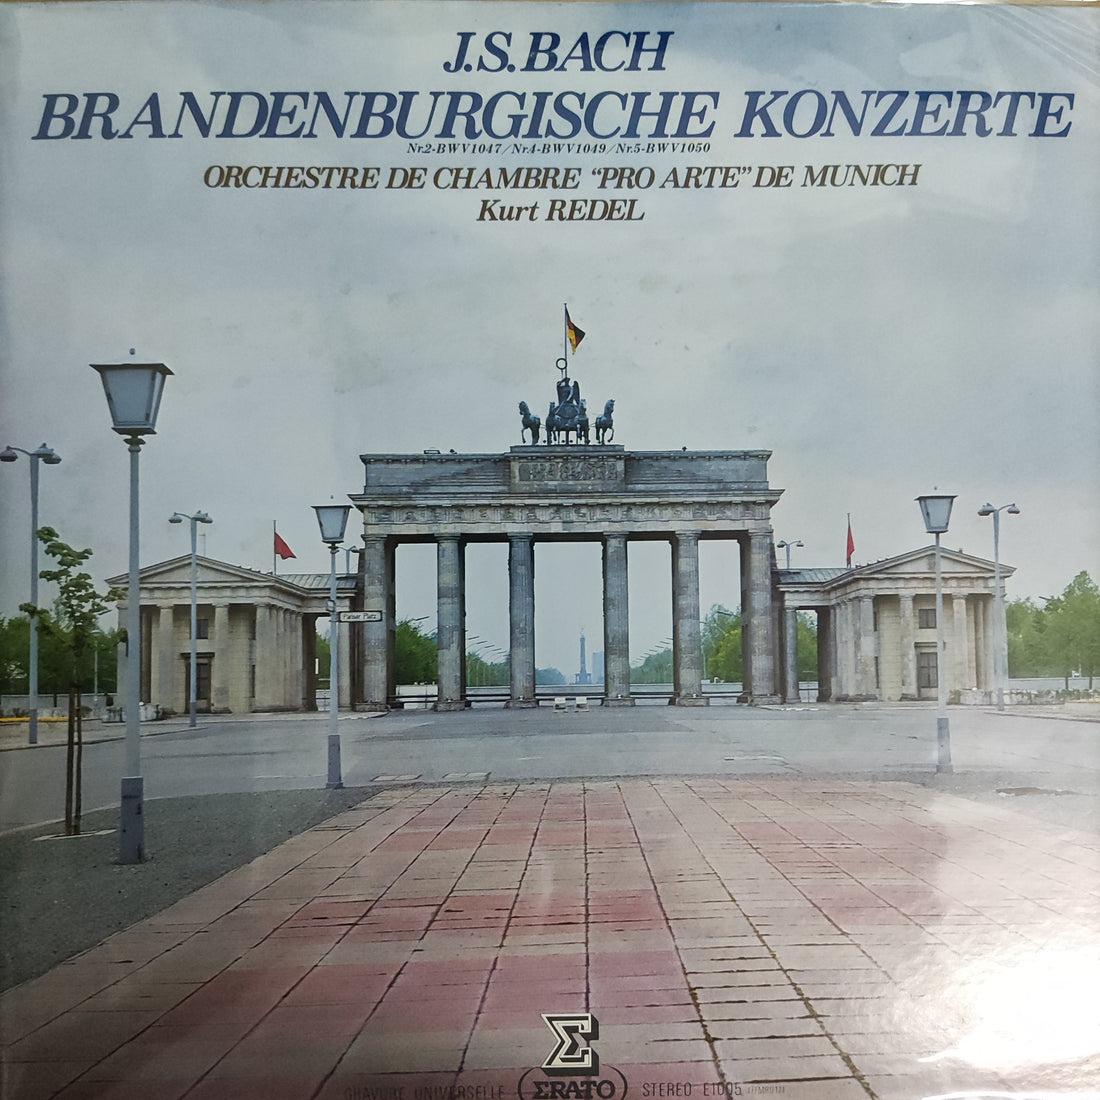 J.S.BACH
BRANDENBURGISCHE KONZERTE
Nr.2-BWV1047/Nr.4-BWV1049/Nr.5-BWV1050
ORCHESTRE DE CHAMBRE “PRO ARTE” DE MUNICH
Kurt REDEL
Pariser Platz
GRAVURE UNIVERSELLE ERATO STEREO E1005